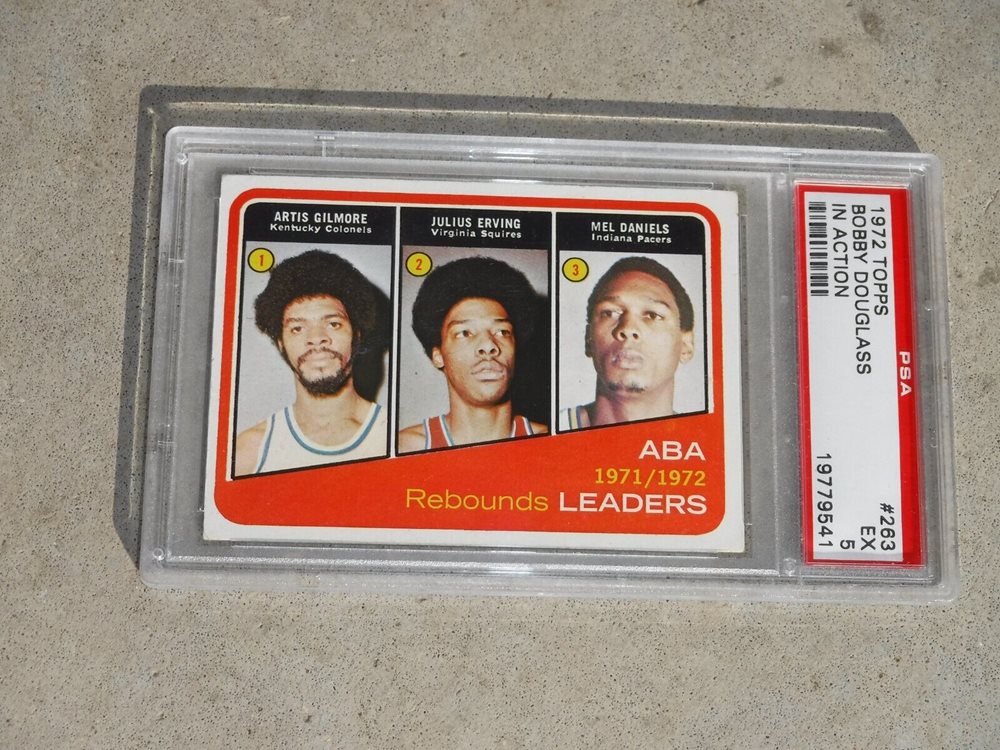 ARTIS GILMORE
Kentucky Colonels
JULIUS ERVING
Virginia Squires
MEL DANIELS
Indiana Pacers
1
2
3
ABA
1971/1972
Rebounds LEADERS
1972 TOPPS
BOBBY DOUGLASS
IN ACTION
PSA
#263
EX 5
19779541